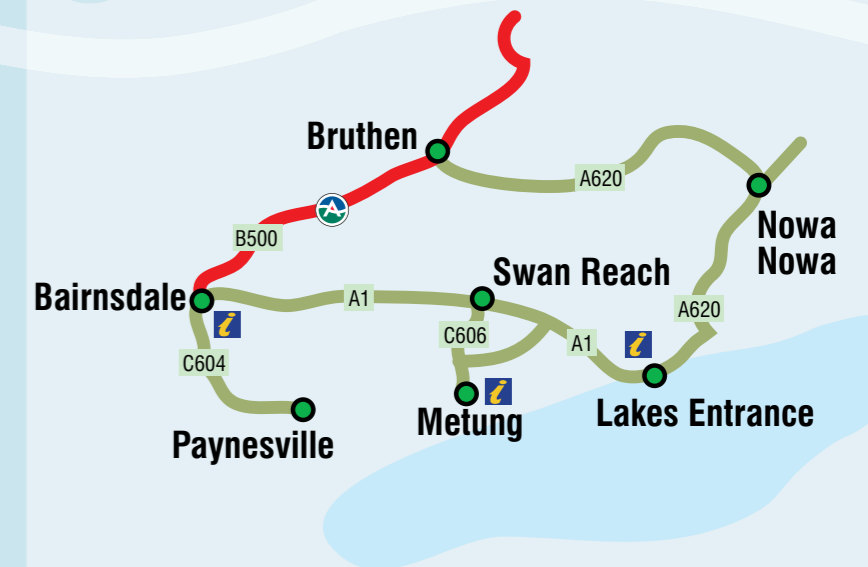 Bruthen
A620
Nowa
Nowa
B500
Swan Reach
Bairnsdale
A1
A620
C606
A1
C604
Metung
Lakes Entrance
Paynesville